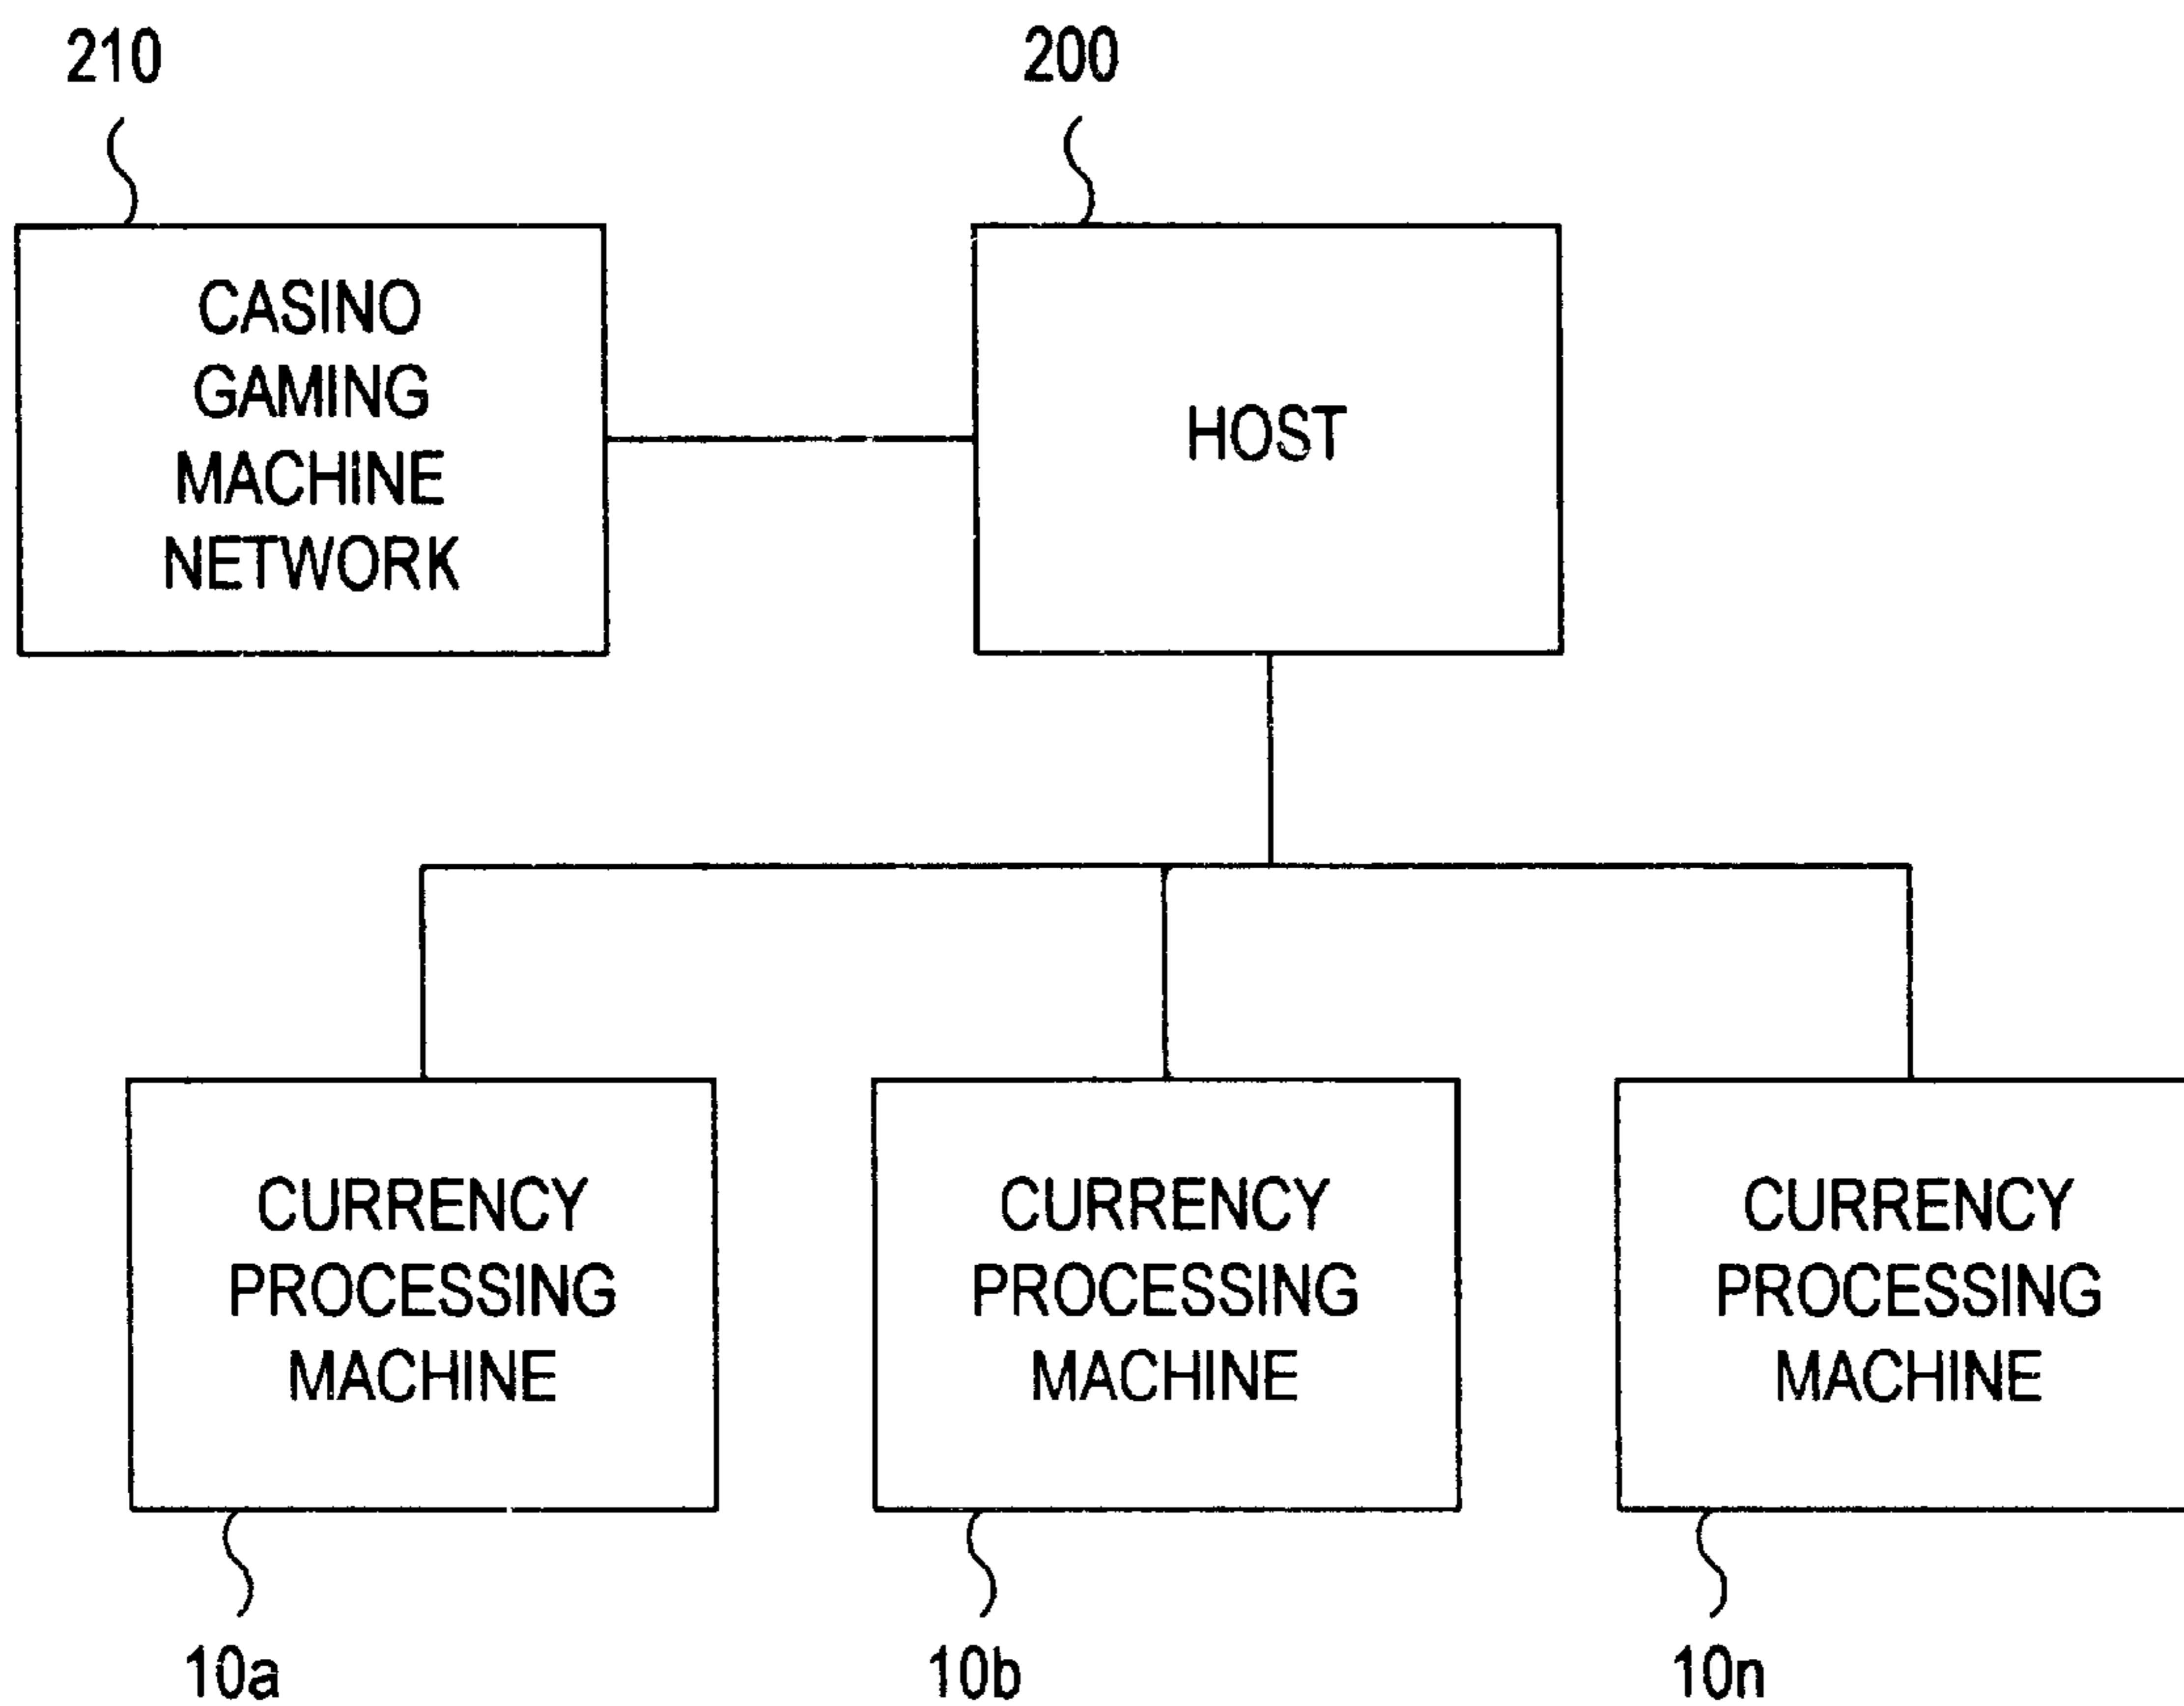 210
200
CASINO
GAMING
MACHINE
NETWORK
HOST
CURRENCY
PROCESSING
MACHINE
CURRENCY
PROCESSING
MACHINE
CURRENCY
PROCESSING
MACHINE
10a
10b
10n